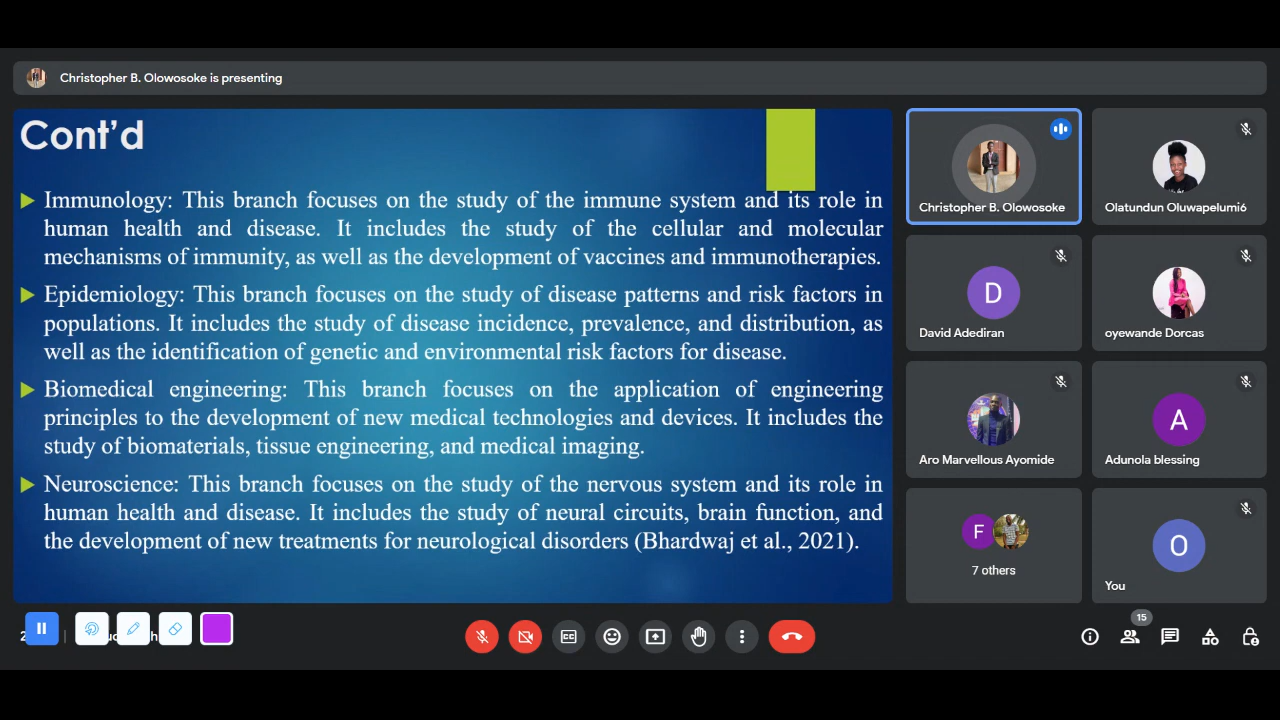 Christopher B. Olowosoke is presenting
Cont’d
Immunology: This branch focuses on the study of the immune system and its role in
human health and disease. It includes the study of the cellular and molecular
mechanisms of immunity, as well as the development of vaccines and immunotherapies.
Epidemiology: This branch focuses on the study of disease patterns and risk factors in
populations. It includes the study of disease incidence, prevalence, and distribution, as
well as the identification of genetic and environmental risk factors for disease.
Biomedical engineering: This branch focuses on the application of engineering
principles to the development of new medical technologies and devices. It includes the
study of biomaterials, tissue engineering, and medical imaging.
Neuroscience: This branch focuses on the study of the nervous system and its role in
human health and disease. It includes the study of neural circuits, brain function, and
the development of new treatments for neurological disorders (Bhardwaj et al., 2021).
Christopher B. Olowosoke
Olatundun Oluwapelumi6
D
David Adediran
oyewande Dorcas
Aro Marvellous Ayomide
A
Adunola blessing
F
7 others
O
You
CC
15